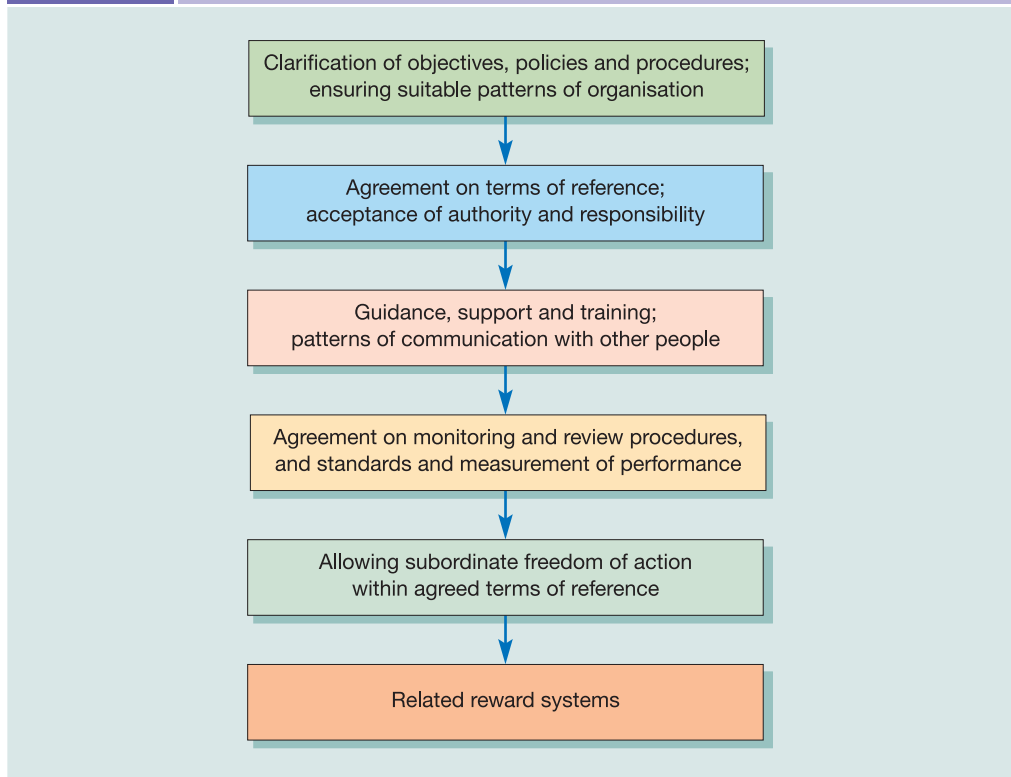 Clarification of objectives, policies and procedures;
ensuring suitable patterns of organisation
Agreement on terms of reference;
acceptance of authority and responsibility
Guidance, support and training;
patterns of communication with other people
Agreement on monitoring and review procedures,
and standards and measurement of performance
Allowing subordinate freedom of action
within agreed terms of reference
Related reward systems